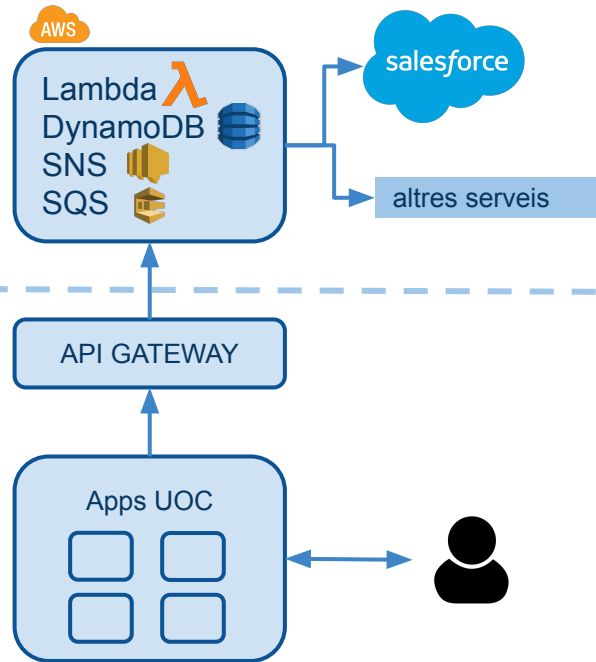 AWS
Lambda
DynamoDB
SNS
SQS
salesforce
altres serveis
API GATEWAY
Apps UOC